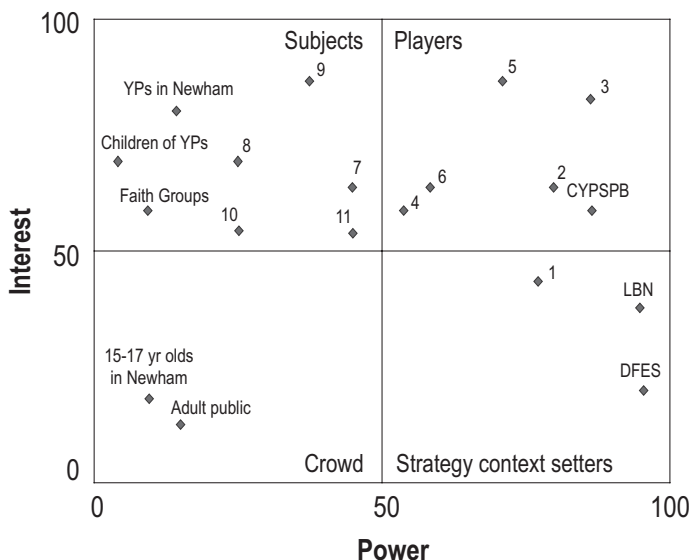 100
Subjects
Players
9
5
3
YPs in Newham
Children of YPs
8
7
6
2
CYPSPB
Faith Groups
10
11
4
Interest
50
1
LBN
DFES
15-17 yr olds
in Newham
Adult public
0
Crowd
Strategy context setters
0
50
100
Power